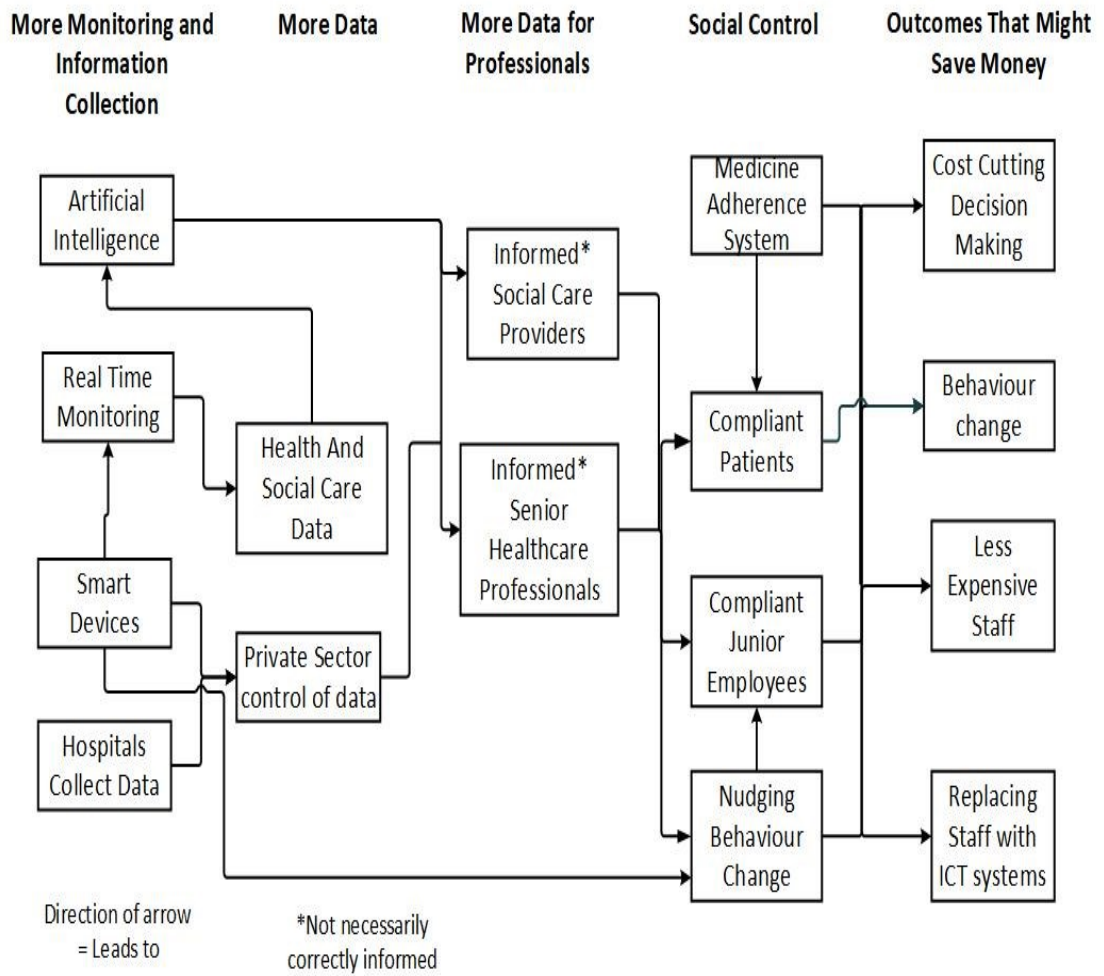 More Monitoring and
Information
Collection
More Data
More Data for
Professionals
Social Control
Outcomes That Might
Save Money
Artificial
Intelligence
Real Time
Monitoring
Smart
Devices
Hospitals
Collect Data
Health And
Social Care
Data
Private Sector
control of data
Informed*
Social Care
Providers
Informed*
Senior
Healthcare
Professionals
Medicine
Adherence
System
Compliant
Patients
Compliant
Junior
Employees
Nudging
Behaviour
Change
Cost Cutting
Decision
Making
Behaviour
change
Less
Expensive
Staff
Replacing
Staff with
ICT systems
Direction of arrow
= Leads to
*Not necessarily
correctly informed